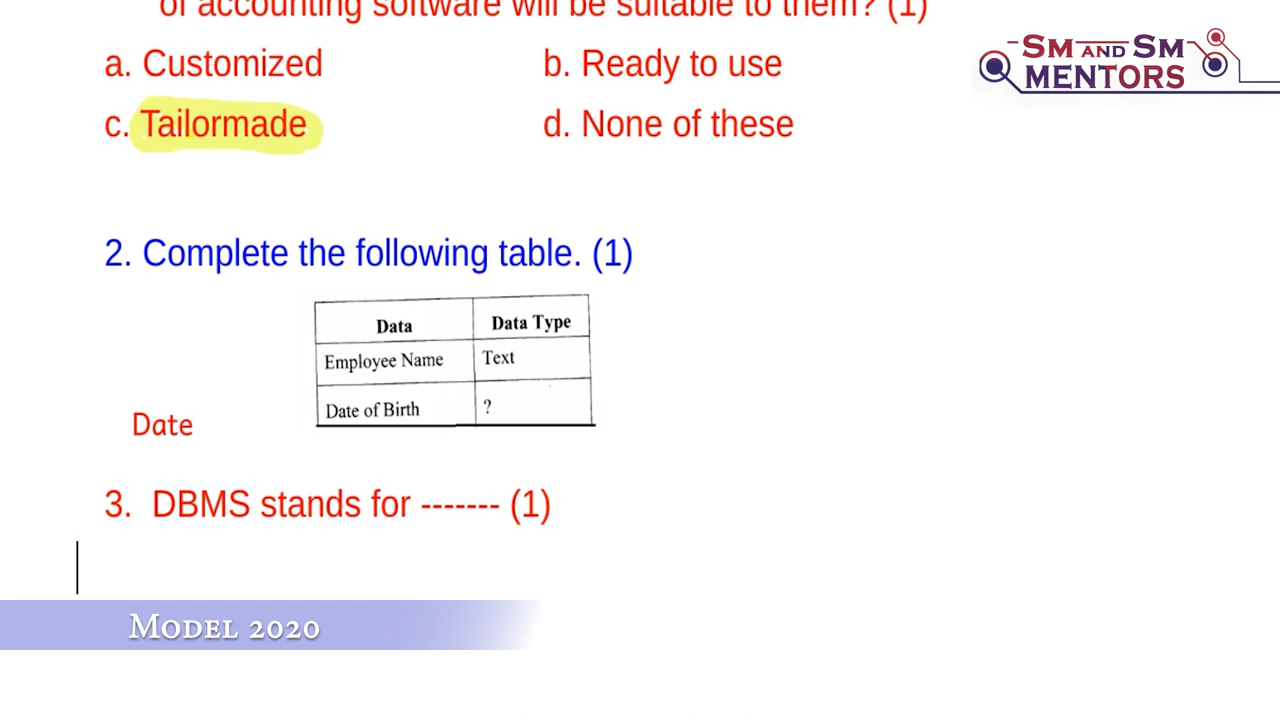 of accounting software will be suitable to them? (1)
a. Customized b. Ready to use
c. Tailormade d. None of these
SM AND SM
MENTORS
2. Complete the following table. (1)
Data Data Type
Employee Name Text
Date of Birth ?
Date
3. DBMS stands for ------- (1)
MODEL 2020